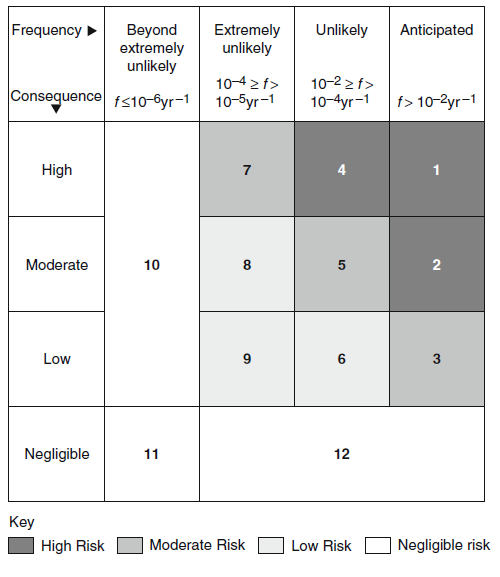 Frequency ▶
Beyond
extremely
unlikely
Extremely
unlikely
Unlikely
Anticipated
Consequence
▼
f≤10⁻⁶yr⁻¹
10⁻⁴ ≥ f>
10⁻⁵yr⁻¹
10⁻² ≥ f>
10⁻⁴yr⁻¹
f> 10⁻²yr⁻¹
High
7
4
1
Moderate
10
8
5
2
Low
9
6
3
Negligible
11
12
Key
High Risk
Moderate Risk
Low Risk
Negligible risk